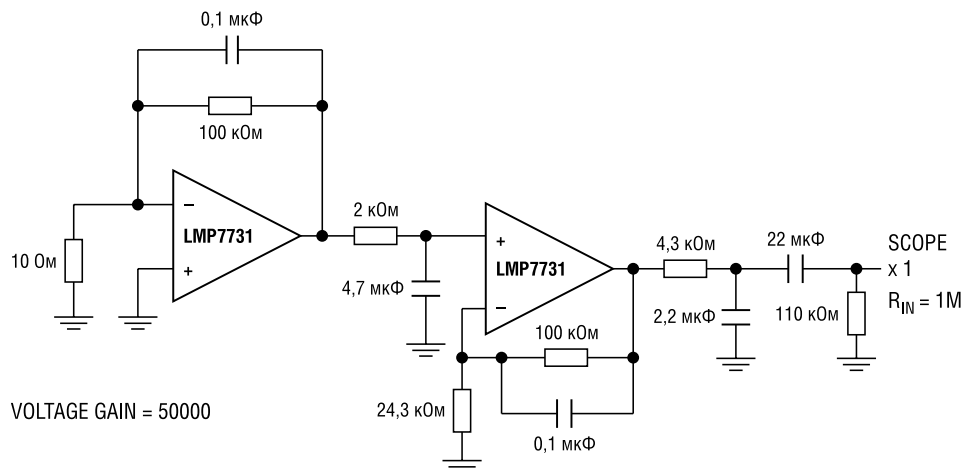 0,1 мкФ
100 кОм
−
LMP7731
+
10 Ом
2 кОм
4,7 мкФ
+
LMP7731
−
100 кОм
24,3 кОм
0,1 мкФ
4,3 кОм
2,2 мкФ
22 мкФ
110 кОм
SCOPE
x 1
RIN = 1M
VOLTAGE GAIN = 50000